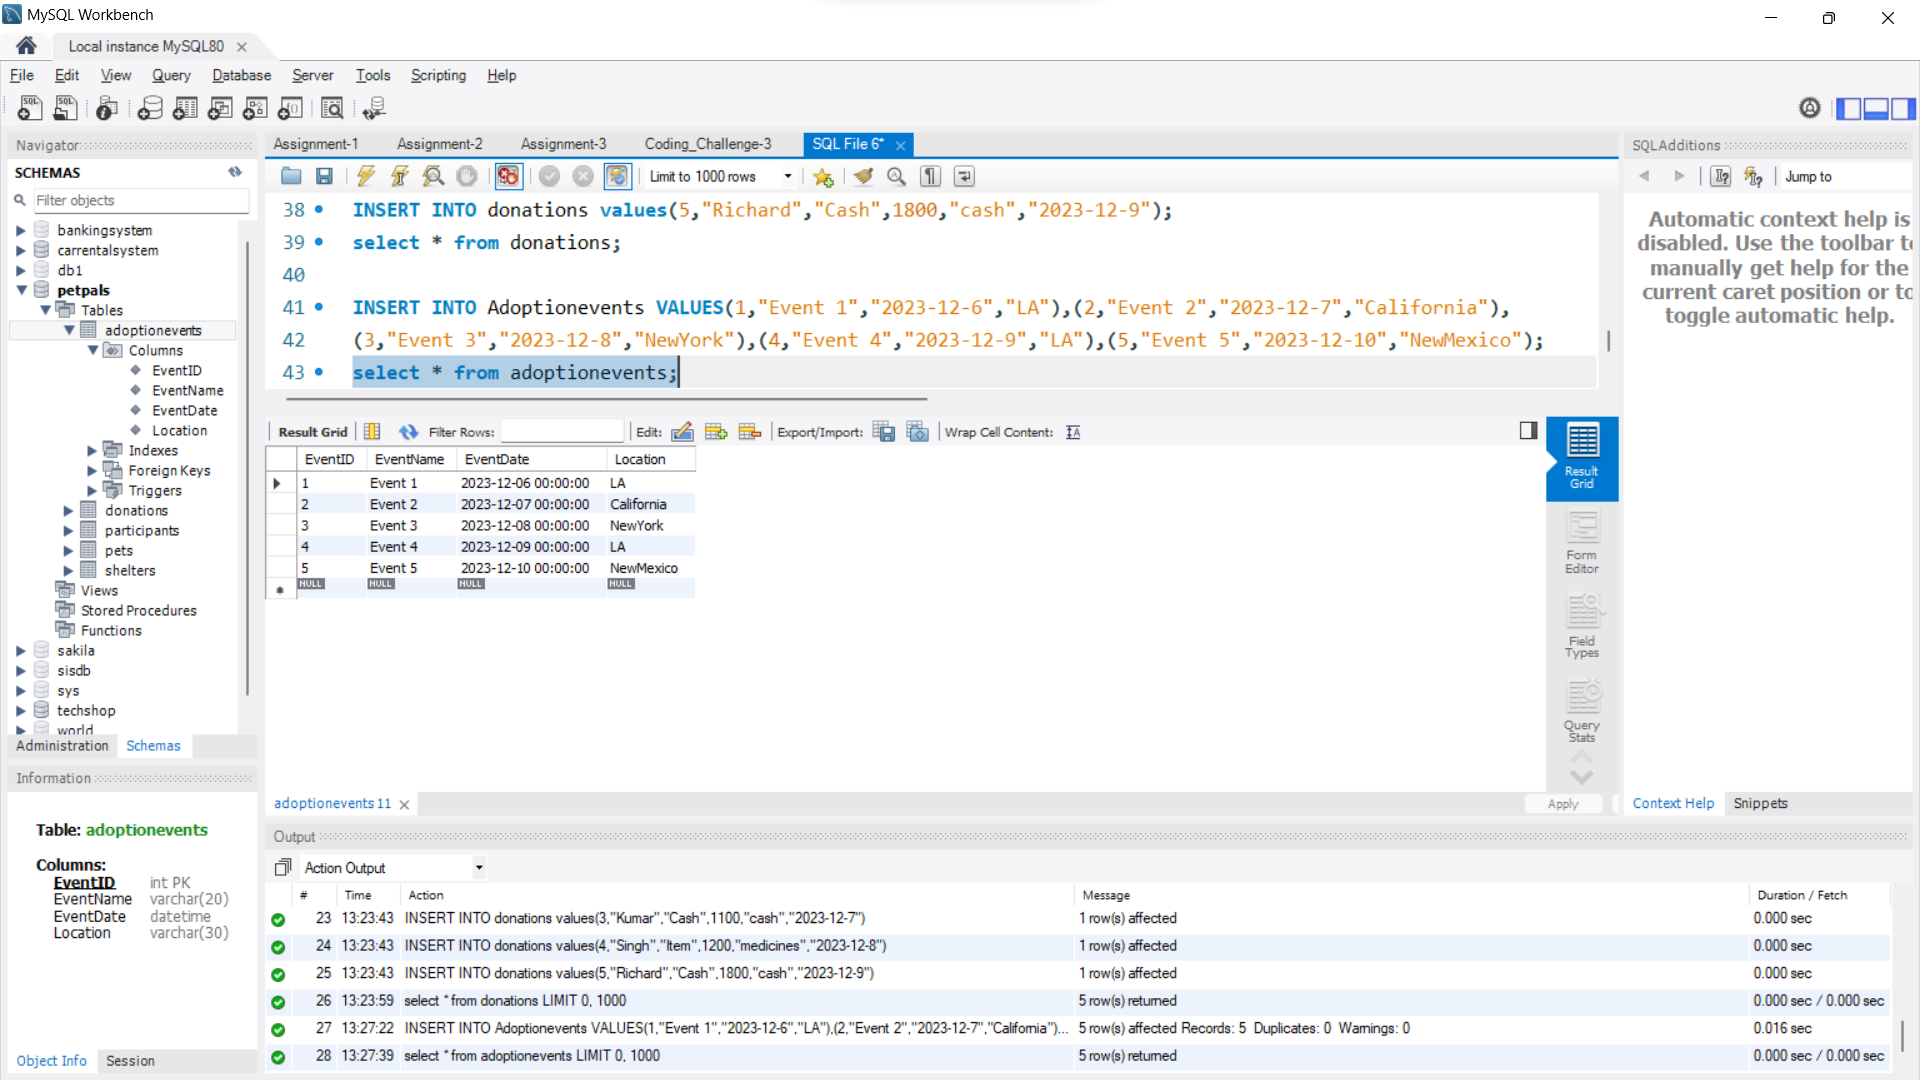 MySQL Workbench
Local instance MySQL80
File Edit View Query Database Server Tools Scripting Help
Navigator
SCHEMAS
Filter objects
bankingsystem
carrentalsystem
db1
petpals
Tables
adoptionevents
Columns
EventID
EventName
EventDate
Location
Indexes
Foreign Keys
Triggers
donations
participants
pets
shelters
Views
Stored Procedures
Functions
sakila
sisdb
sys
techshop
world
Administration Schemas
Information
Table: adoptionevents
Columns:
EventID int PK
EventName varchar(20)
EventDate datetime
Location varchar(30)
Object Info Session
Assignment-1 Assignment-2 Assignment-3 Coding_Challenge-3 SQL File 6*
Limit to 1000 rows
38 INSERT INTO donations values(5,"Richard","Cash",1800,"cash","2023-12-9");
39 select * from donations;
40
41 INSERT INTO Adoptionevents VALUES(1,"Event 1","2023-12-6","LA"),(2,"Event 2","2023-12-7","California"),
42 (3,"Event 3","2023-12-8","NewYork"),(4,"Event 4","2023-12-9","LA"),(5,"Event 5","2023-12-10","NewMexico");
43 select * from adoptionevents;
Result Grid Filter Rows: Edit: Export/Import: Wrap Cell Content:
EventID EventName EventDate Location
1 Event 1 2023-12-06 00:00:00 LA
2 Event 2 2023-12-07 00:00:00 California
3 Event 3 2023-12-08 00:00:00 NewYork
4 Event 4 2023-12-09 00:00:00 LA
5 Event 5 2023-12-10 00:00:00 NewMexico
NULL NULL NULL NULL
Result
Grid
Form
Editor
Field
Types
Query
Stats
adoptionevents 11
Apply
SQLAdditions
Jump to
Automatic context help is
disabled. Use the toolbar
manually get help for the
current caret position or to
toggle automatic help.
Context Help Snippets
Output
Action Output
# Time Action Message Duration / Fetch
23 13:23:43 INSERT INTO donations values(3,"Kumar","Cash",1100,"cash","2023-12-7") 1 row(s) affected 0.000 sec
24 13:23:43 INSERT INTO donations values(4,"Singh","Item",1200,"medicines","2023-12-8") 1 row(s) affected 0.000 sec
25 13:23:43 INSERT INTO donations values(5,"Richard","Cash",1800,"cash","2023-12-9") 1 row(s) affected 0.000 sec
26 13:23:59 select * from donations LIMIT 0, 1000 5 row(s) returned 0.000 sec / 0.000 sec
27 13:27:22 INSERT INTO Adoptionevents VALUES(1,"Event 1","2023-12-6","LA"),(2,"Event 2","2023-12-7","California")... 5 row(s) affected Records: 5 Duplicates: 0 Warnings: 0 0.016 sec
28 13:27:39 select * from adoptionevents LIMIT 0, 1000 5 row(s) returned 0.000 sec / 0.000 sec